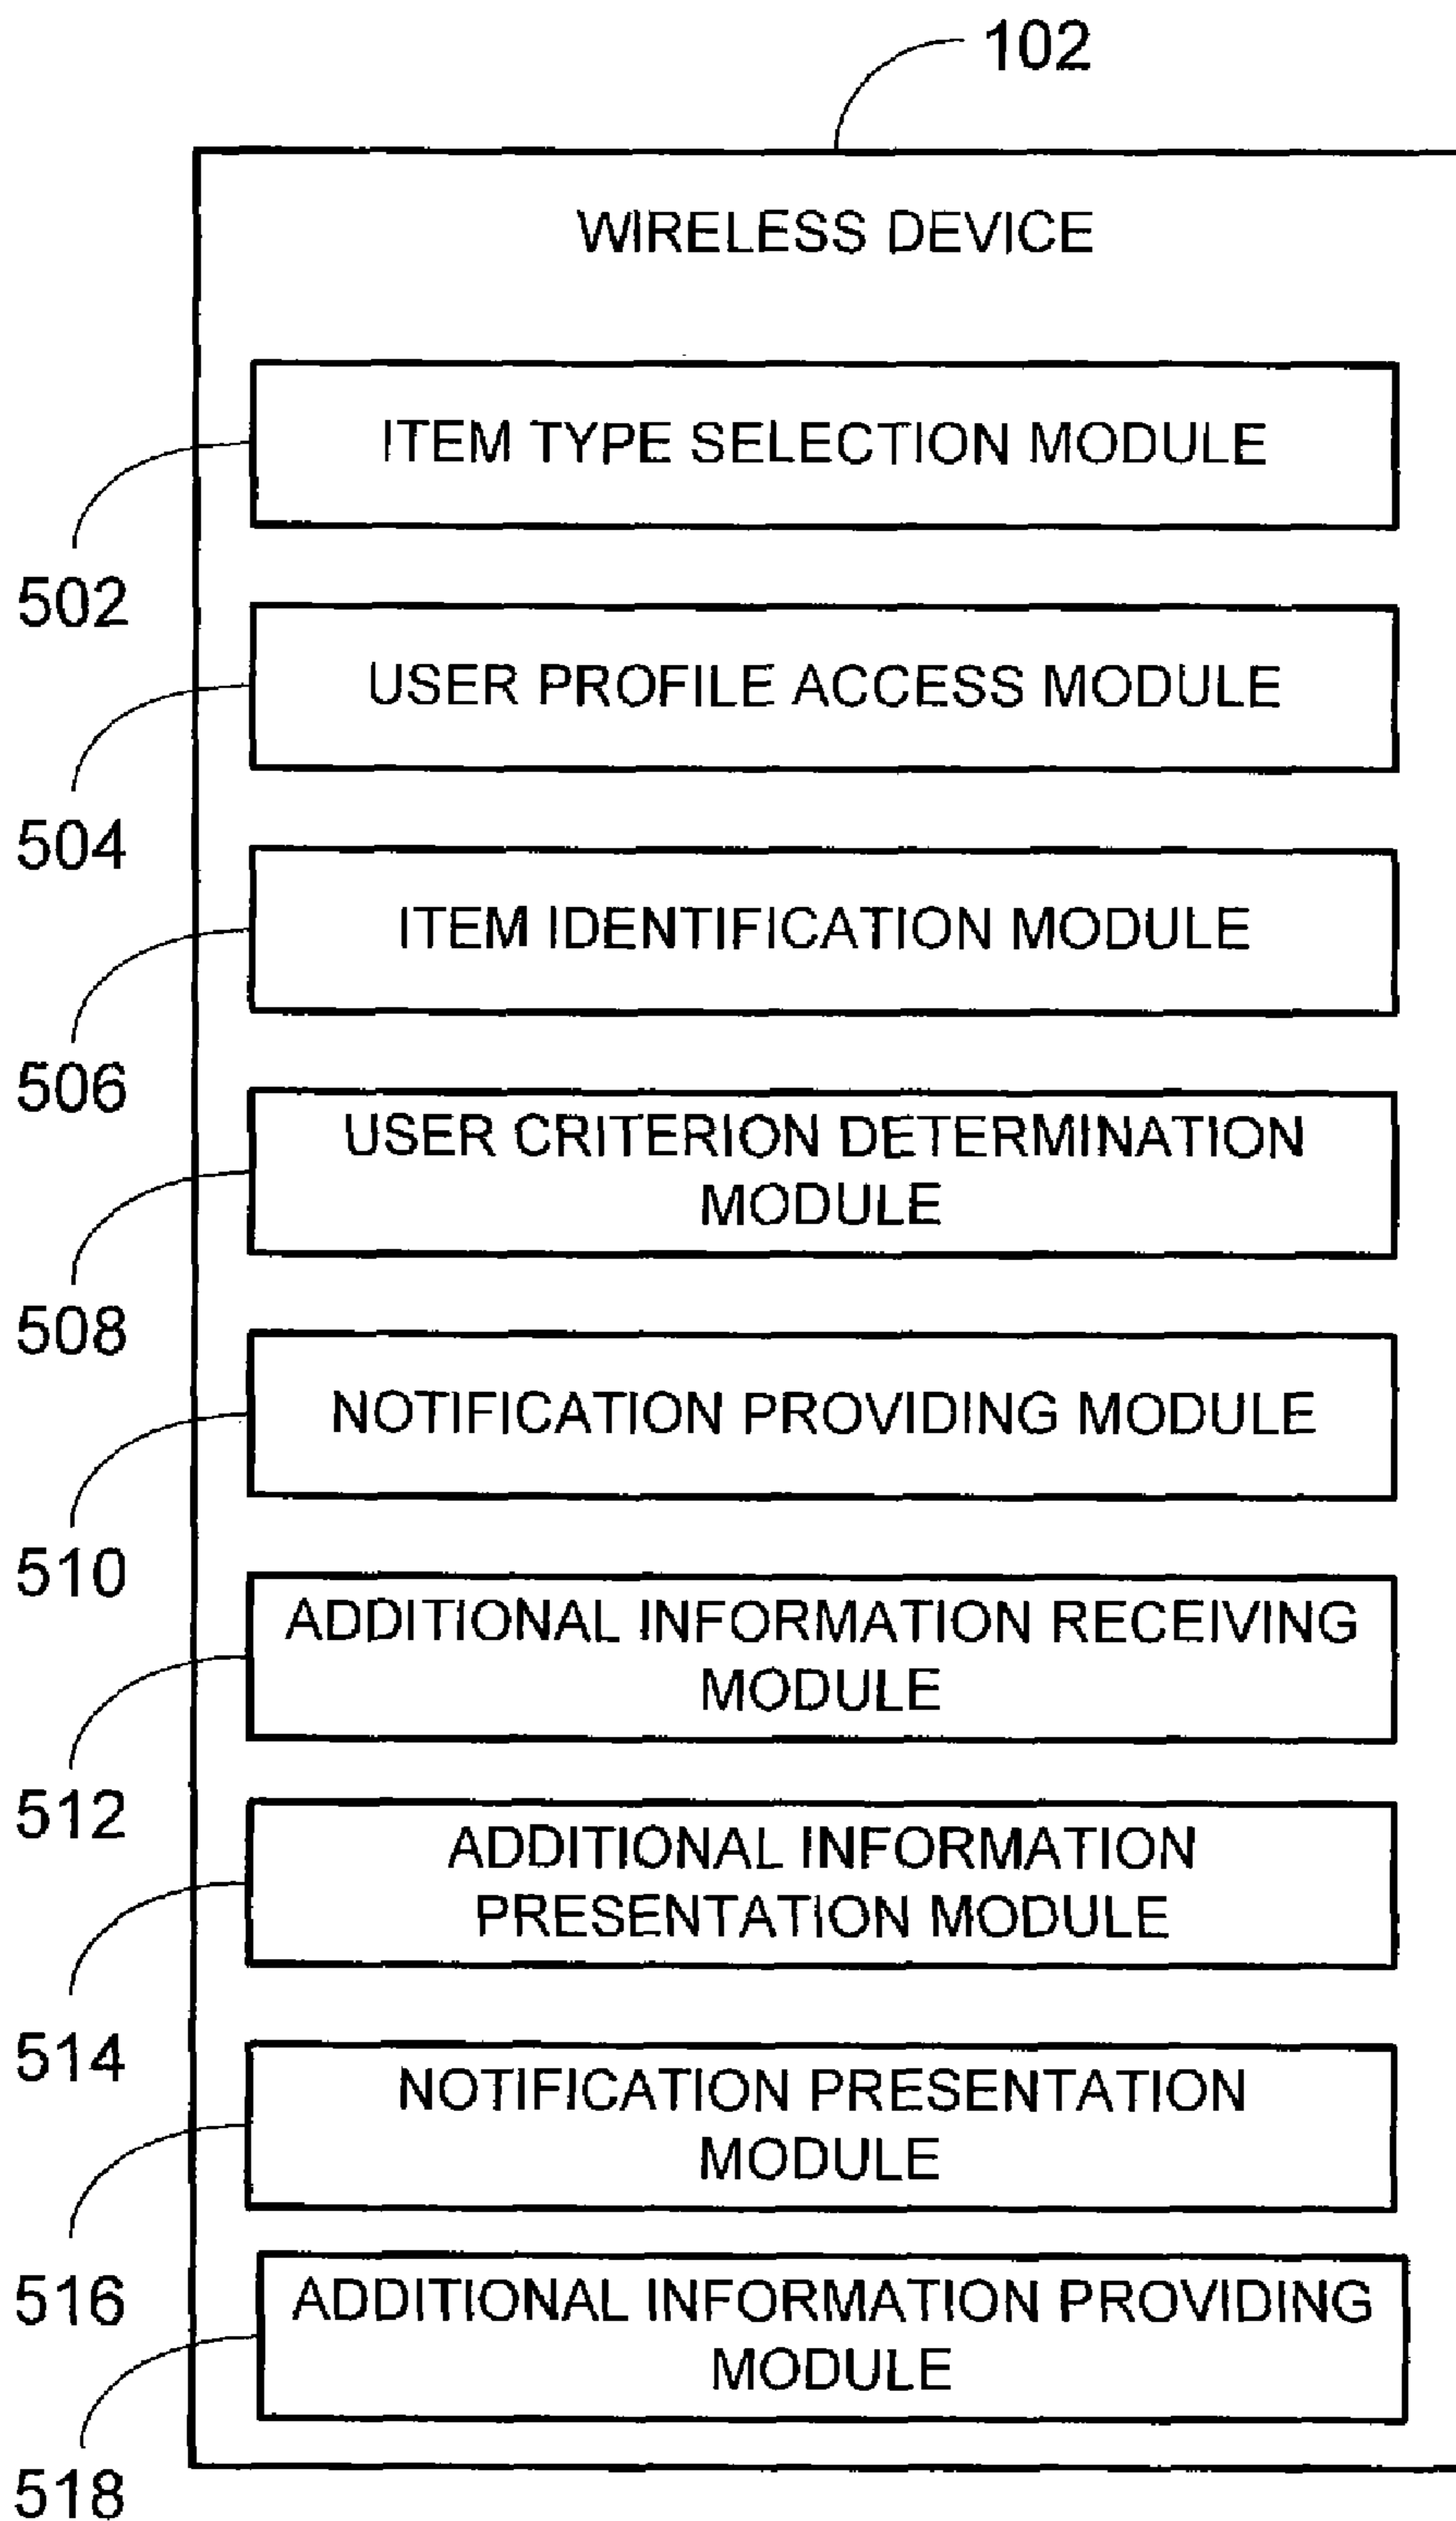 102
WIRELESS DEVICE
ITEM TYPE SELECTION MODULE
502
USER PROFILE ACCESS MODULE
504
ITEM IDENTIFICATION MODULE
506
USER CRITERION DETERMINATION
MODULE
508
NOTIFICATION PROVIDING MODULE
510
ADDITIONAL INFORMATION RECEIVING
MODULE
512
ADDITIONAL INFORMATION
PRESENTATION MODULE
514
NOTIFICATION PRESENTATION
MODULE
516
ADDITIONAL INFORMATION PROVIDING
MODULE
518